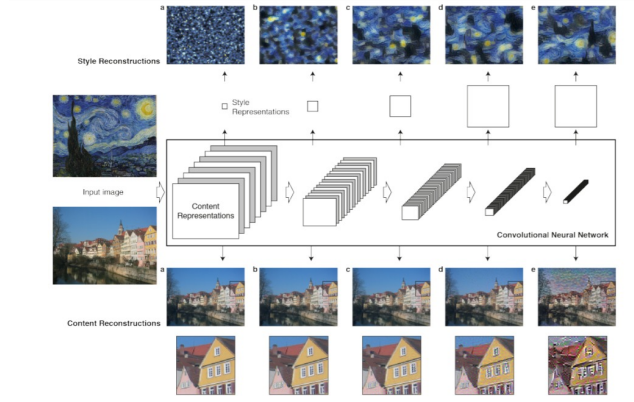 a b c d e
Style Reconstructions
Style
Representations
Input image
Content
Representations
Convolutional Neural Network
a b c d e
Content Reconstructions